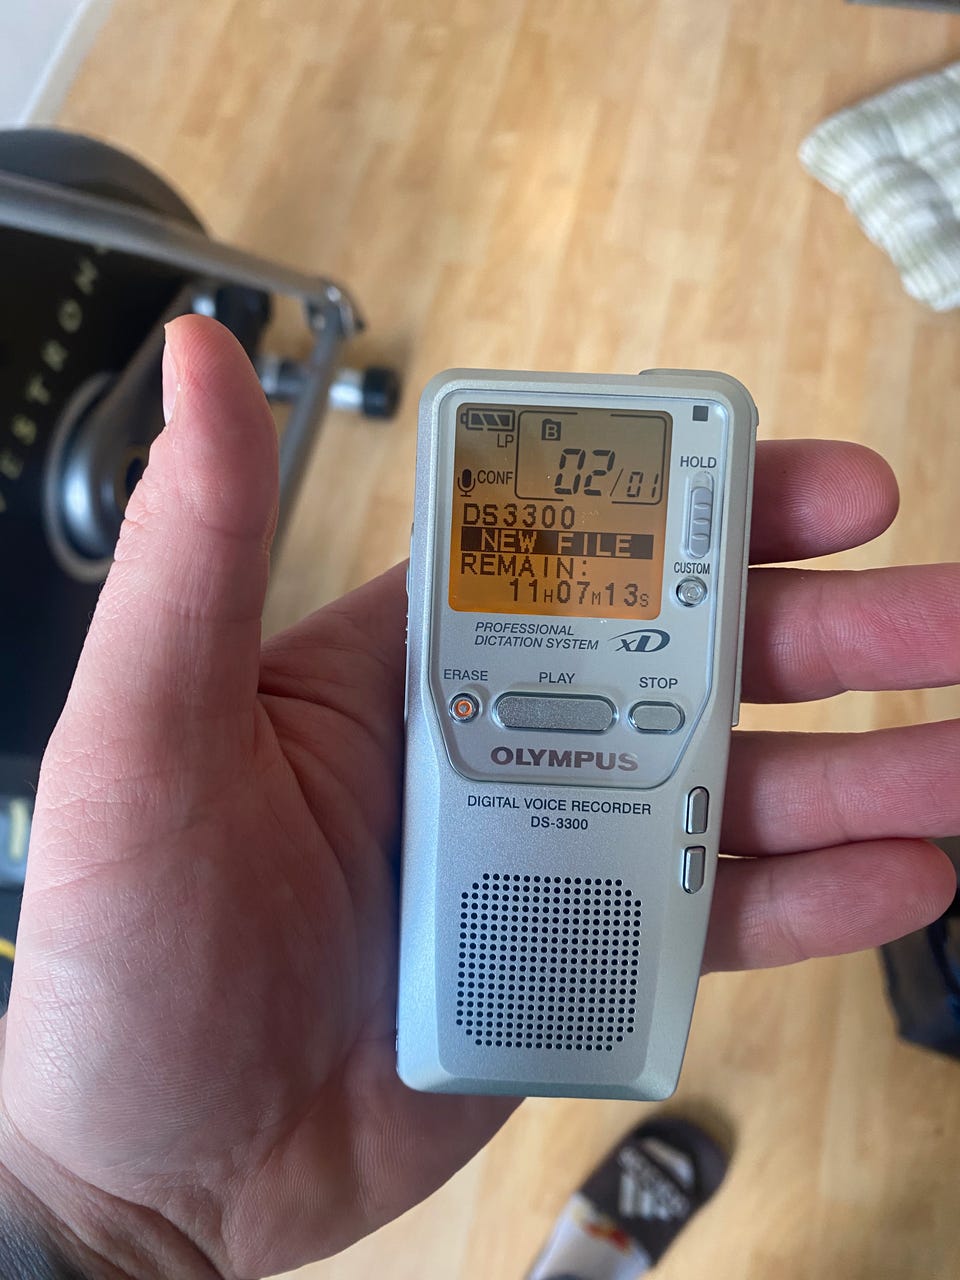 LP
B
02/01
CONF
DS3300
NEW FILE
REMAIN:
11H07M13S
HOLD
CUSTOM
PROFESSIONAL
DICTATION SYSTEM
xD
ERASE
PLAY
STOP
OLYMPUS
DIGITAL VOICE RECORDER
DS-3300